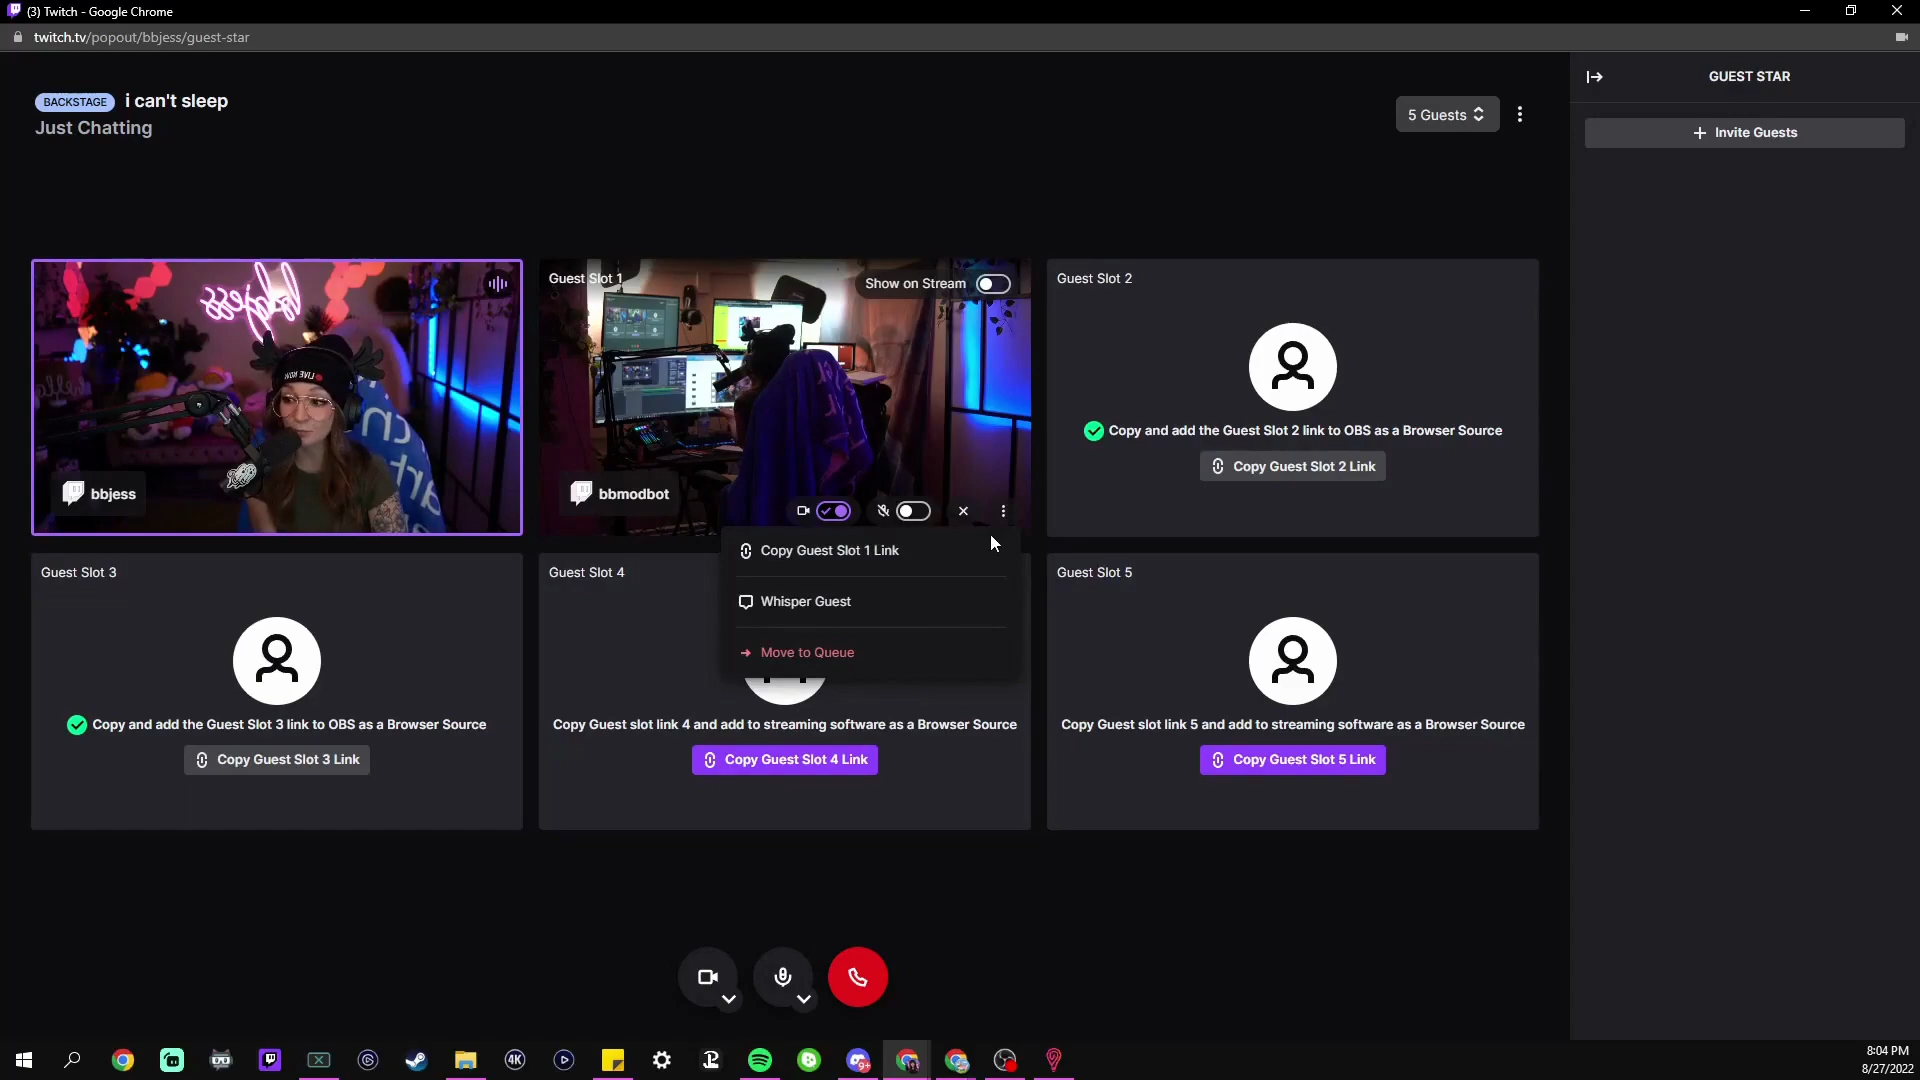 (3) Twitch - Google Chrome
twitch.tv/popout/bbjess/guest-star
BACKSTAGE i can't sleep
Just Chatting
5 Guests
GUEST STAR
Invite Guests
bbjess
Guest Slot 1
Show on Stream
bbmodbot
Copy Guest Slot 1 Link
Whisper Guest
Move to Queue
Guest Slot 2
Copy and add the Guest Slot 2 link to OBS as a Browser Source
Copy Guest Slot 2 Link
Guest Slot 3
Copy and add the Guest Slot 3 link to OBS as a Browser Source
Copy Guest Slot 3 Link
Guest Slot 4
Copy Guest slot link 4 and add to streaming software as a Browser Source
Copy Guest Slot 4 Link
Guest Slot 5
Copy Guest slot link 5 and add to streaming software as a Browser Source
Copy Guest Slot 5 Link
4K
9+
8:04 PM
8/27/2022